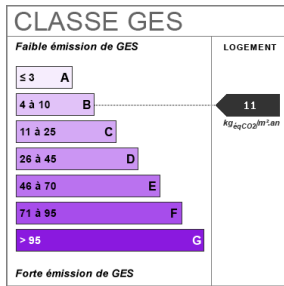 CLASSE GES
Faible émission de GES
LOGEMENT
≤ 3 A
4 à 10 B
11
kgéqCO2/m².an
11 à 25 C
26 à 45 D
46 à 70 E
71 à 95 F
> 95 G
Forte émission de GES